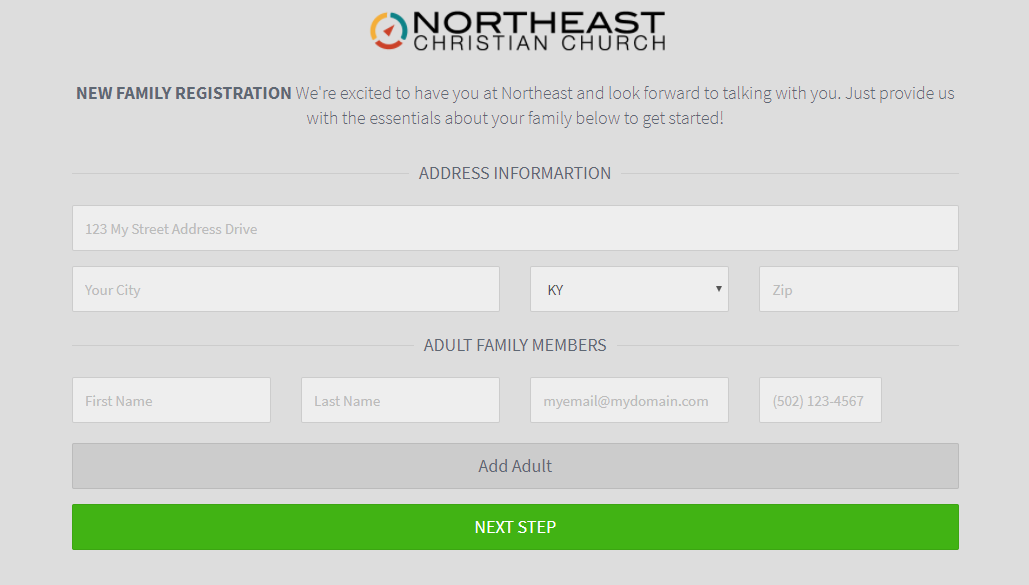 NORTHEAST
CHRISTIAN CHURCH
NEW FAMILY REGISTRATION We're excited to have you at Northeast and look forward to talking with you. Just provide us
with the essentials about your family below to get started!
ADDRESS INFORMARTION
123 My Street Address Drive
Your City KY Zip
ADULT FAMILY MEMBERS
First Name Last Name myemail@mydomain.com (502) 123-4567
Add Adult
NEXT STEP